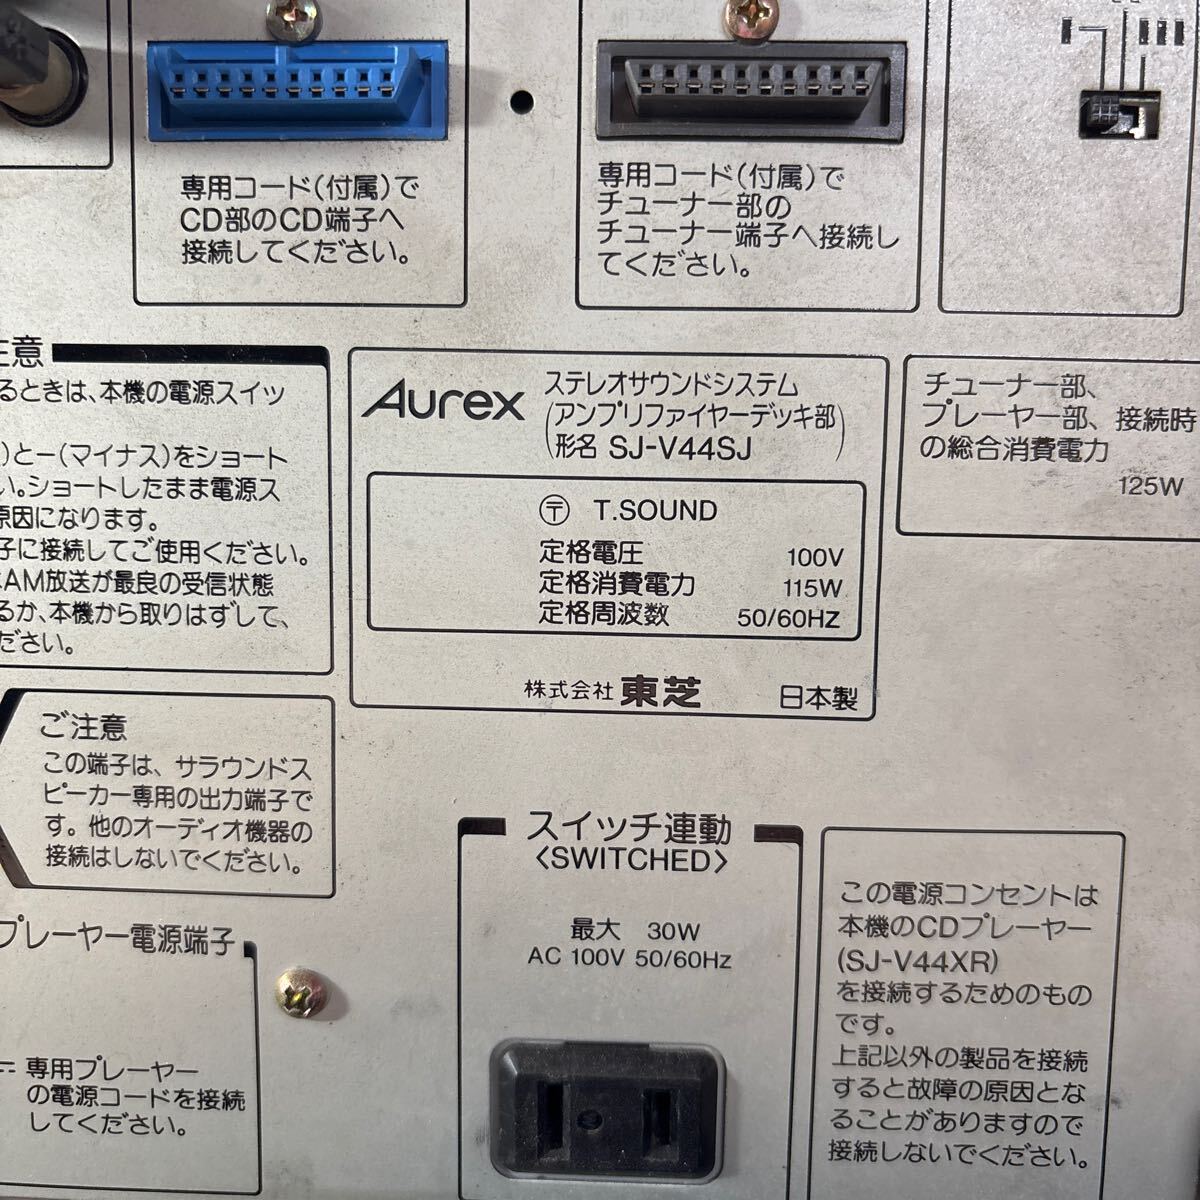 専用コード(付属)で
CD部のCD端子へ
接続してください。
専用コード(付属)で
チューナー部の
チューナー端子へ接続し
てください。
注意
るときは、本機の電源スイッ
)とー(マイナス)をショート
い。ショートしたまま電源ス
原因になります。
子に接続してご使用ください。
AM放送が最良の受信状態
るか、本機から取りはずして、
ださい。
Aurex
ステレオサウンドシステム
(アンプリファイヤーデッキ部)
形名 SJ-V44SJ
〒 T.SOUND
定格電圧 100V
定格消費電力 115W
定格周波数 50/60HZ
株式会社 東芝 日本製
チューナー部、
プレーヤー部、接続時
の総合消費電力
125W
ご注意
この端子は、サラウンドス
ピーカー専用の出力端子で
す。他のオーディオ機器の
接続はしないでください。
プレーヤー電源端子
専用プレーヤー
の電源コードを接続
してください。
スイッチ連動
<SWITCHED>
最大 30W
AC 100V 50/60Hz
この電源コンセントは
本機のCDプレーヤー
(SJ-V44XR)
を接続するためのもの
です。
上記以外の製品を接続
すると故障の原因とな
ることがありますので
接続しないでください。